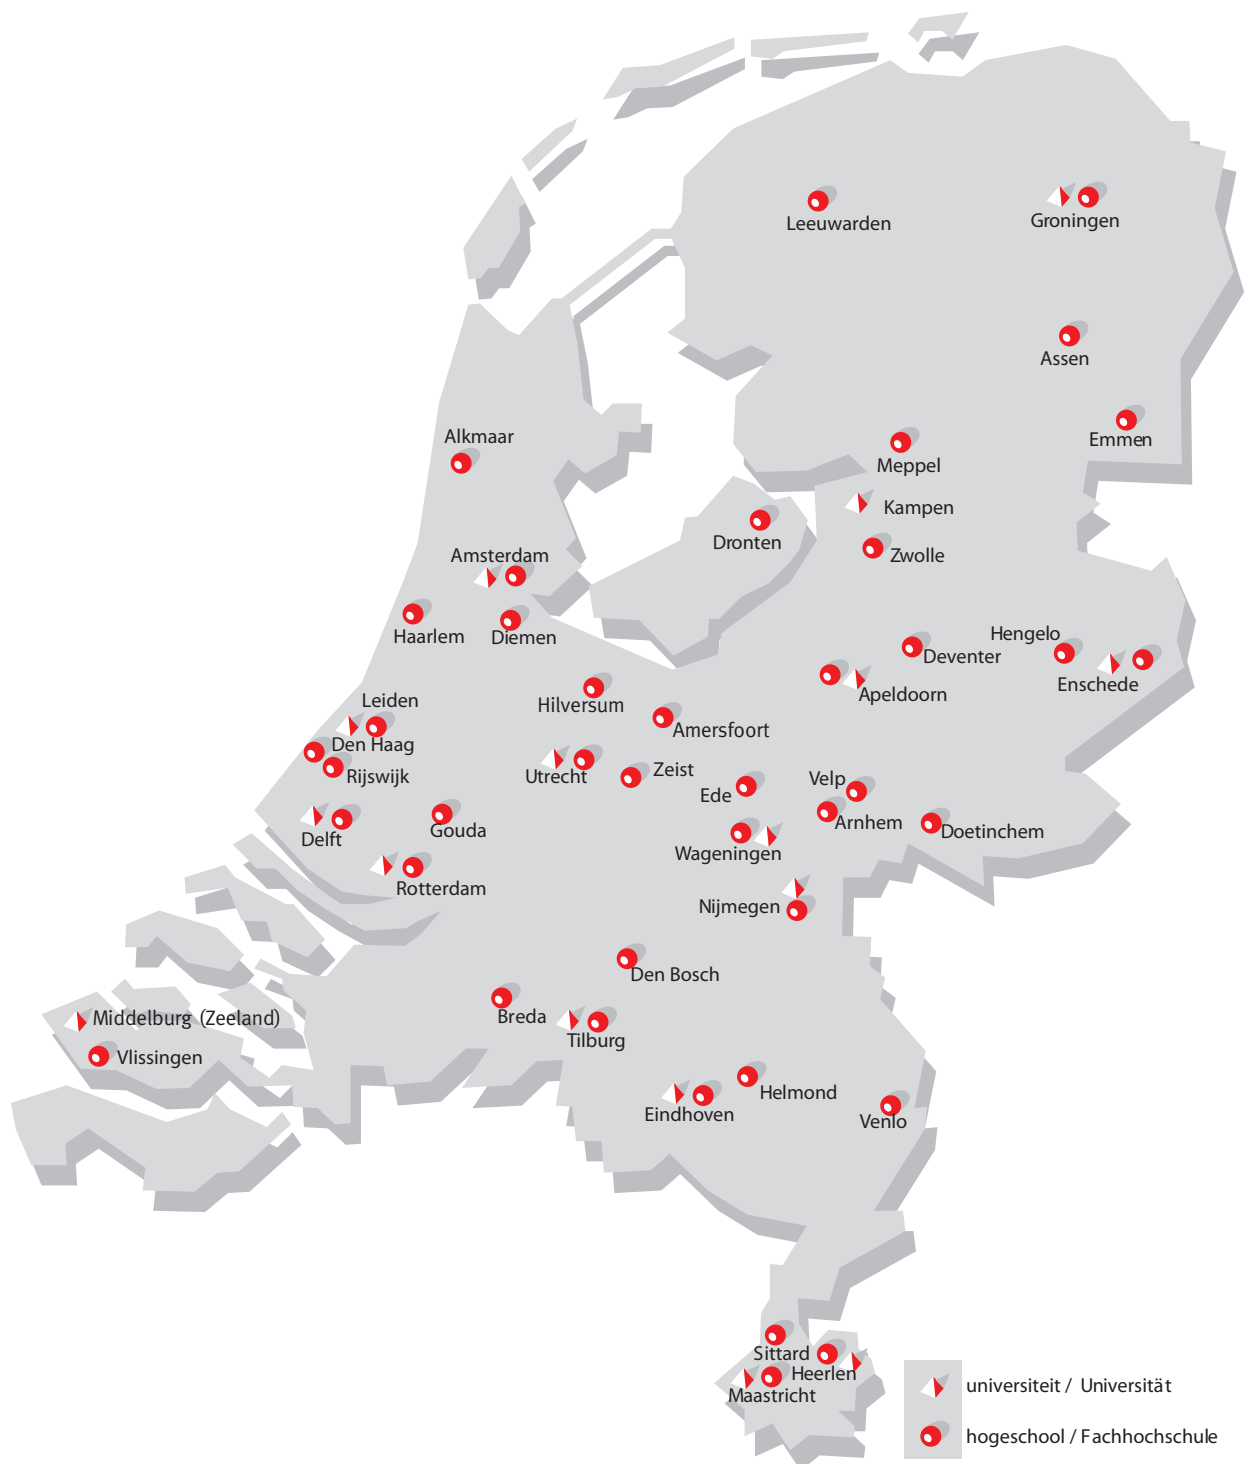 Leeuwarden
Groningen
Assen
Emmen
Alkmaar
Meppel
Kampen
Dronten
Zwolle
Amsterdam
Haarlem
Diemen
Hengelo
Deventer
Enschede
Apeldoorn
Leiden
Hilversum
Amersfoort
Den Haag
Rijswijk
Utrecht
Zeist
Ede
Velp
Delft
Gouda
Arnhem
Doetinchem
Wageningen
Rotterdam
Nijmegen
Den Bosch
Breda
Middelburg (Zeeland)
Tilburg
Vlissingen
Helmond
Eindhoven
Venlo
Sittard
Heerlen
Maastricht
universiteit / Universität
hogeschool / Fachhochschule